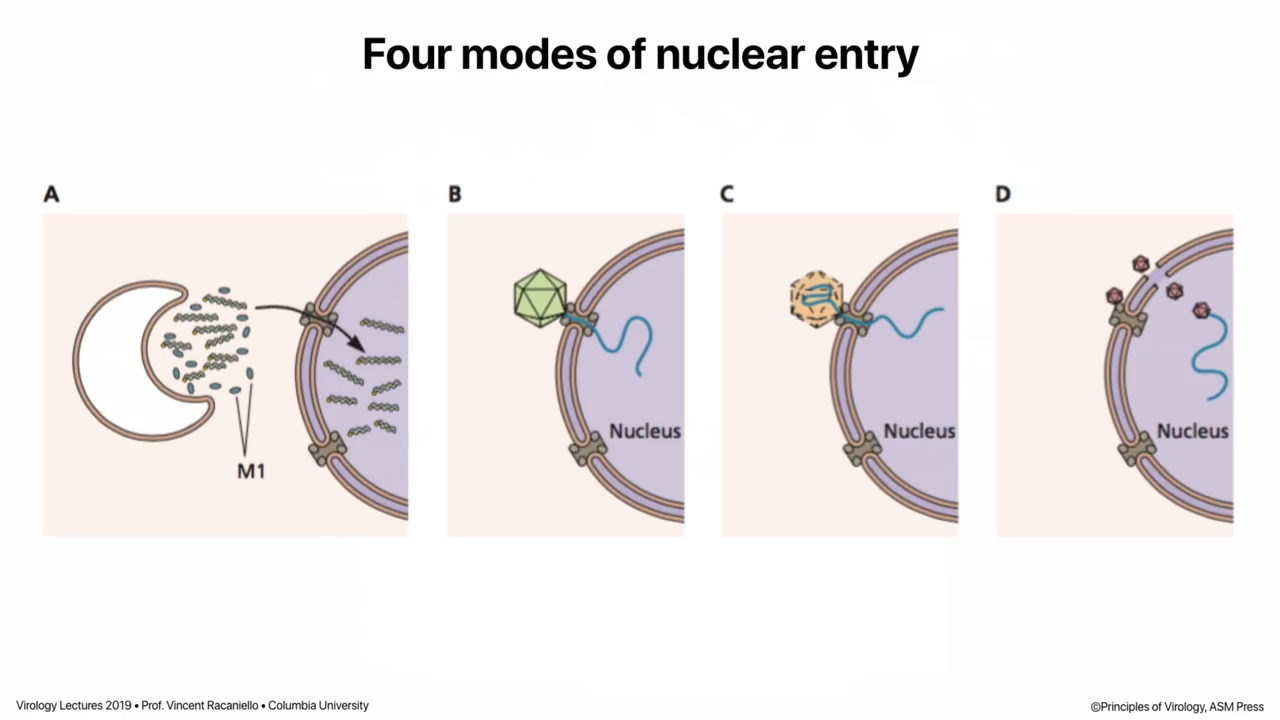 Four modes of nuclear entry
A
B
C
D
M1
Nucleus
Nucleus
Nucleus
Virology Lectures 2019 • Prof. Vincent Racaniello • Columbia University
©Principles of Virology, ASM Press